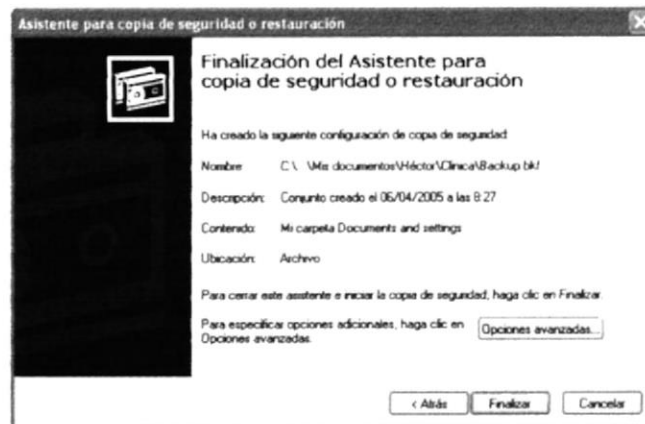 Asistente para copia de seguridad o restauración
Finalización del Asistente para
copia de seguridad o restauración
Ha creado la siguiente configuración de copia de seguridad
Nombre C:\ \Mis documentos\Héctor\Clinica\Backup.bkf
Descripción: Conjunto creado el 06/04/2005 a las 8:27
Contenido: Mi carpeta Documents and settings
Ubicación: Archivo
Para cerrar este asistente e iniciar la copia de seguridad, haga clic en Finalizar.
Para especificar opciones adicionales, haga clic en
Opciones avanzadas.
Opciones avanzadas...
< Atrás Finalizar Cancelar